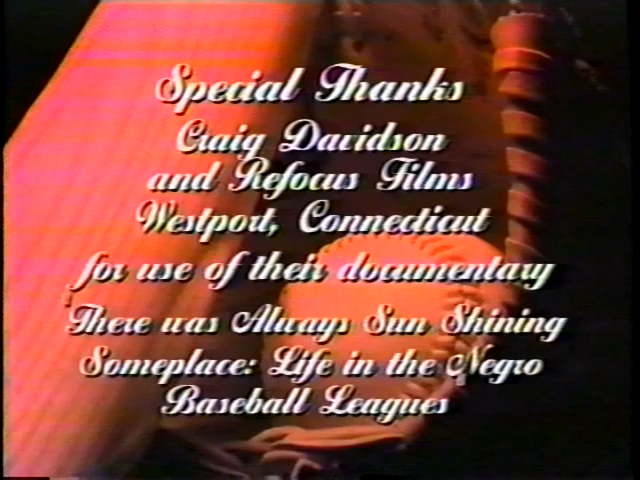 Special Thanks
Craig Davidson
and Refocus Films
Westport, Connecticut
for use of their documentary
There was Always Sun Shining
Someplace: Life in the Negro
Baseball Leagues